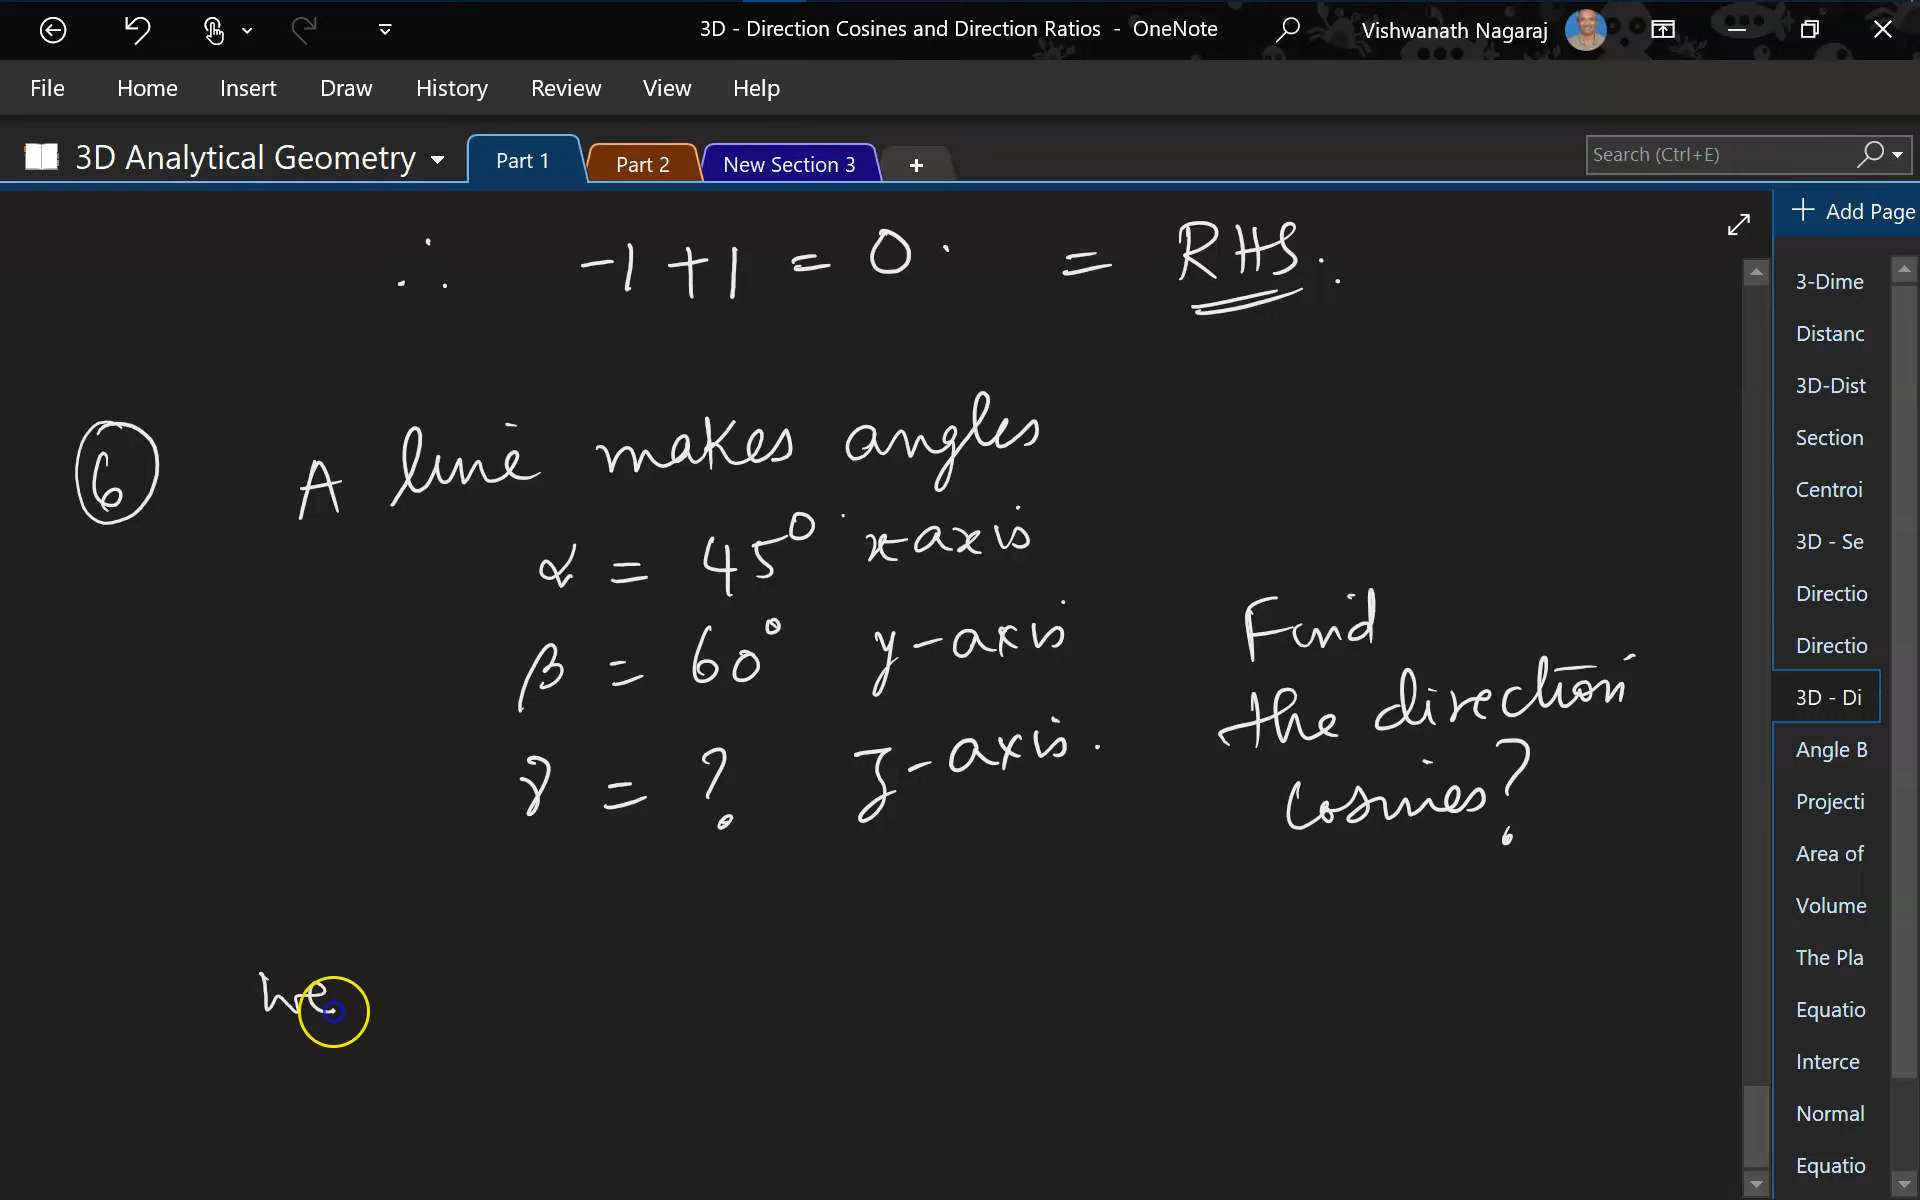 3D - Direction Cosines and Direction Ratios - OneNote
Vishwanath Nagaraj
File Home Insert Draw History Review View Help
3D Analytical Geometry
Part 1
Part 2
New Section 3
+
Search (Ctrl+E)
+ Add Page
∴ -1 + 1 = 0 . = RHS.
6 A line makes angles
α = 45° x-axis
β = 60° y-axis
γ = ? z-axis.
Find
the direction
cosines?
We
3-Dime
Distanc
3D-Dist
Section
Centroi
3D - Se
Directio
Directio
3D - Di
Angle B
Projecti
Area of
Volume
The Pla
Equatio
Interce
Normal
Equatio